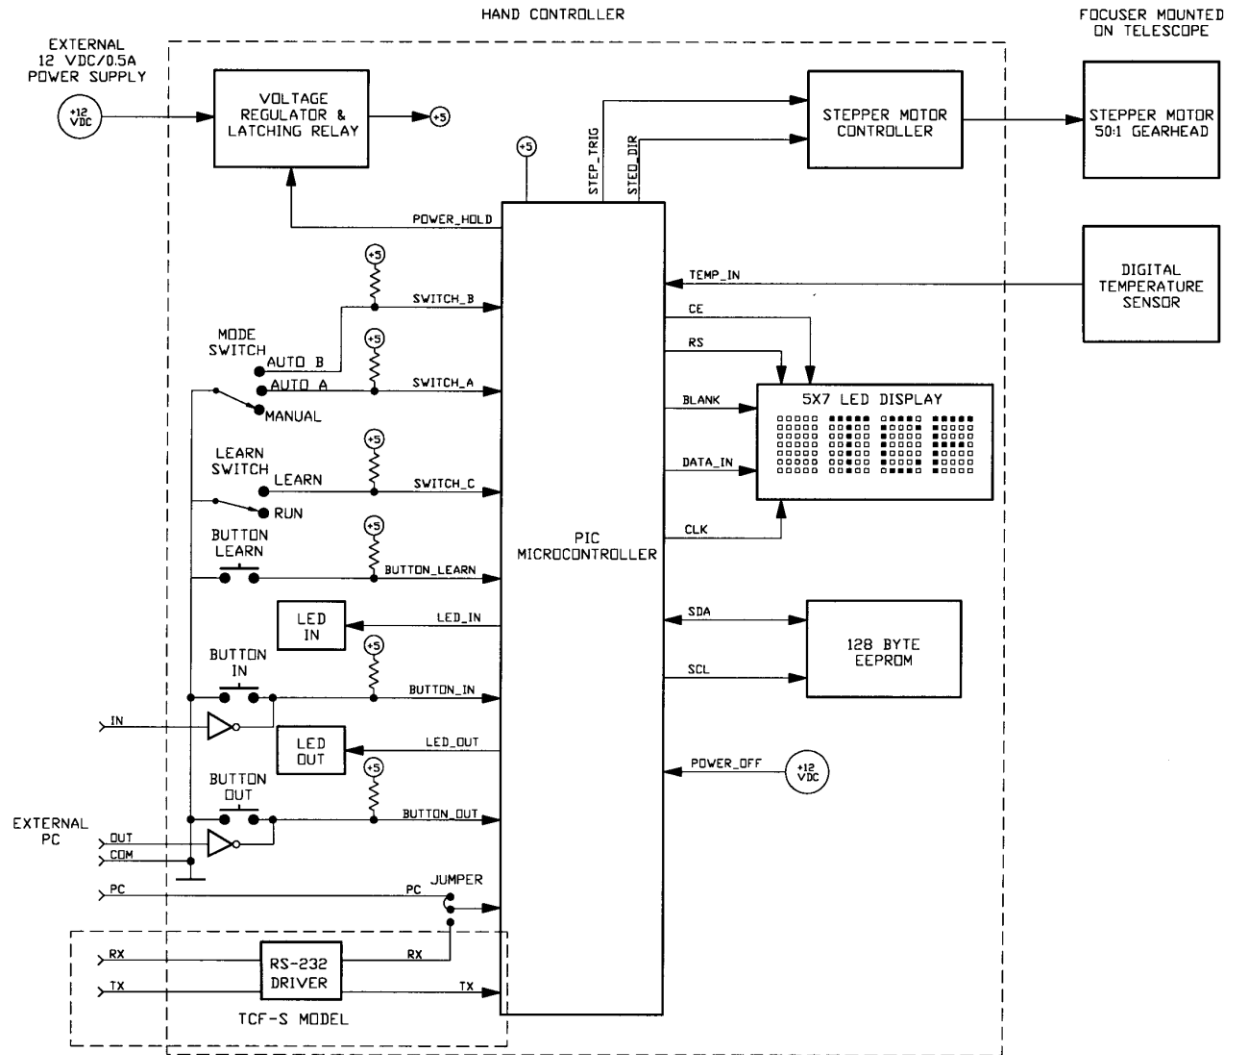 HAND CONTROLLER
FOCUSER MOUNTED
ON TELESCOPE
EXTERNAL
12 VDC/0.5A
POWER SUPPLY
+12
VDC
VOLTAGE
REGULATOR &
LATCHING RELAY
+5
STEPPER MOTOR
CONTROLLER
STEPPER MOTOR
50:1 GEARHEAD
+5
STEP_TRIG
STEO_DIR
POWER_HOLD
+5
SWITCH_B
TEMP_IN
DIGITAL
TEMPERATURE
SENSOR
CE
MODE
SWITCH
+5
RS
AUTO B
AUTO A
SWITCH_A
MANUAL
5X7 LED DISPLAY
BLANK
+5
LEARN
SWITCH
LEARN
SWITCH_C
DATA_IN
RUN
+5
CLK
PIC
MICROCONTROLLER
BUTTON
LEARN
BUTTON_LEARN
LED
IN
LED_IN
SDA
128 BYTE
EEPROM
SCL
+5
BUTTON
IN
BUTTON_IN
IN
LED
OUT
LED_OUT
POWER_OFF
+12
VDC
+5
BUTTON
OUT
BUTTON_OUT
EXTERNAL
PC
OUT
COM
JUMPER
PC
PC
RX
RS-232
DRIVER
RX
TX
TX
TCF-S MODEL